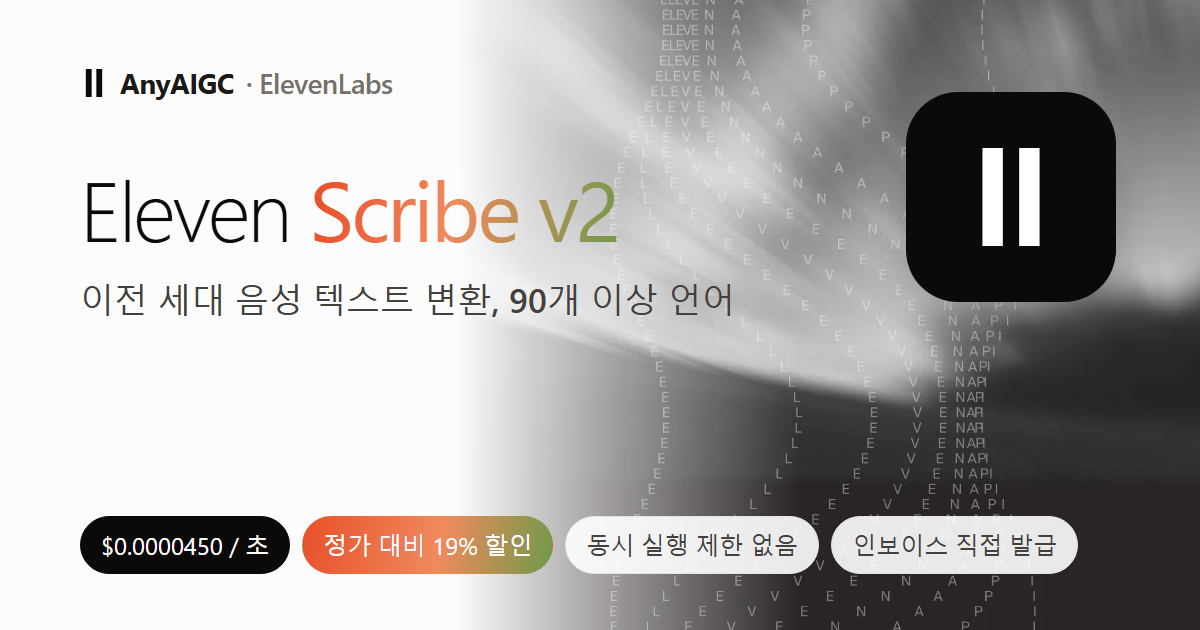 AnyAIGC · ElevenLabs
Eleven Scribe v2
이전 세대 음성 텍스트 변환, 90개 이상 언어
$0.0000450 / 초
정가 대비 19% 할인
동시 실행 제한 없음
인보이스 직접 발급